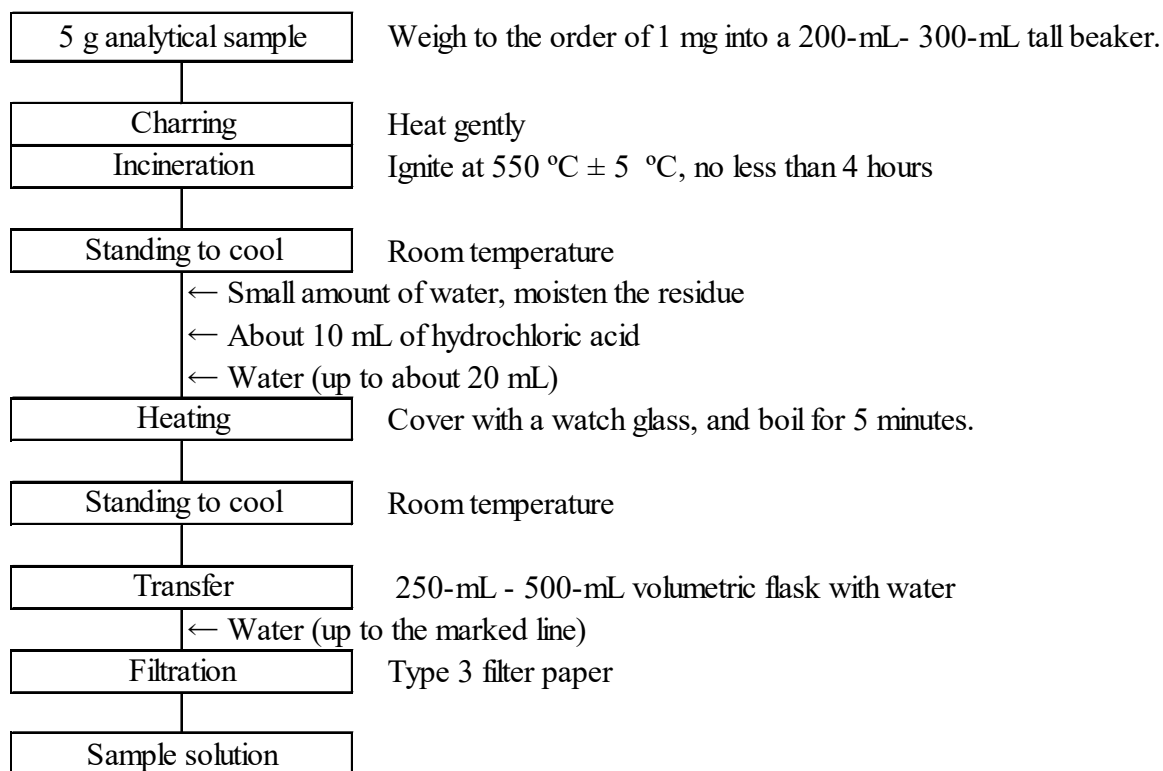 5 g analytical sample Weigh to the order of 1 mg into a 200-mL- 300-mL tall beaker.
Charring Heat gently
Incineration Ignite at 550 ºC ± 5 ºC, no less than 4 hours
Standing to cool Room temperature
← Small amount of water, moisten the residue
← About 10 mL of hydrochloric acid
← Water (up to about 20 mL)
Heating Cover with a watch glass, and boil for 5 minutes.
Standing to cool Room temperature
Transfer 250-mL - 500-mL volumetric flask with water
← Water (up to the marked line)
Filtration Type 3 filter paper
Sample solution